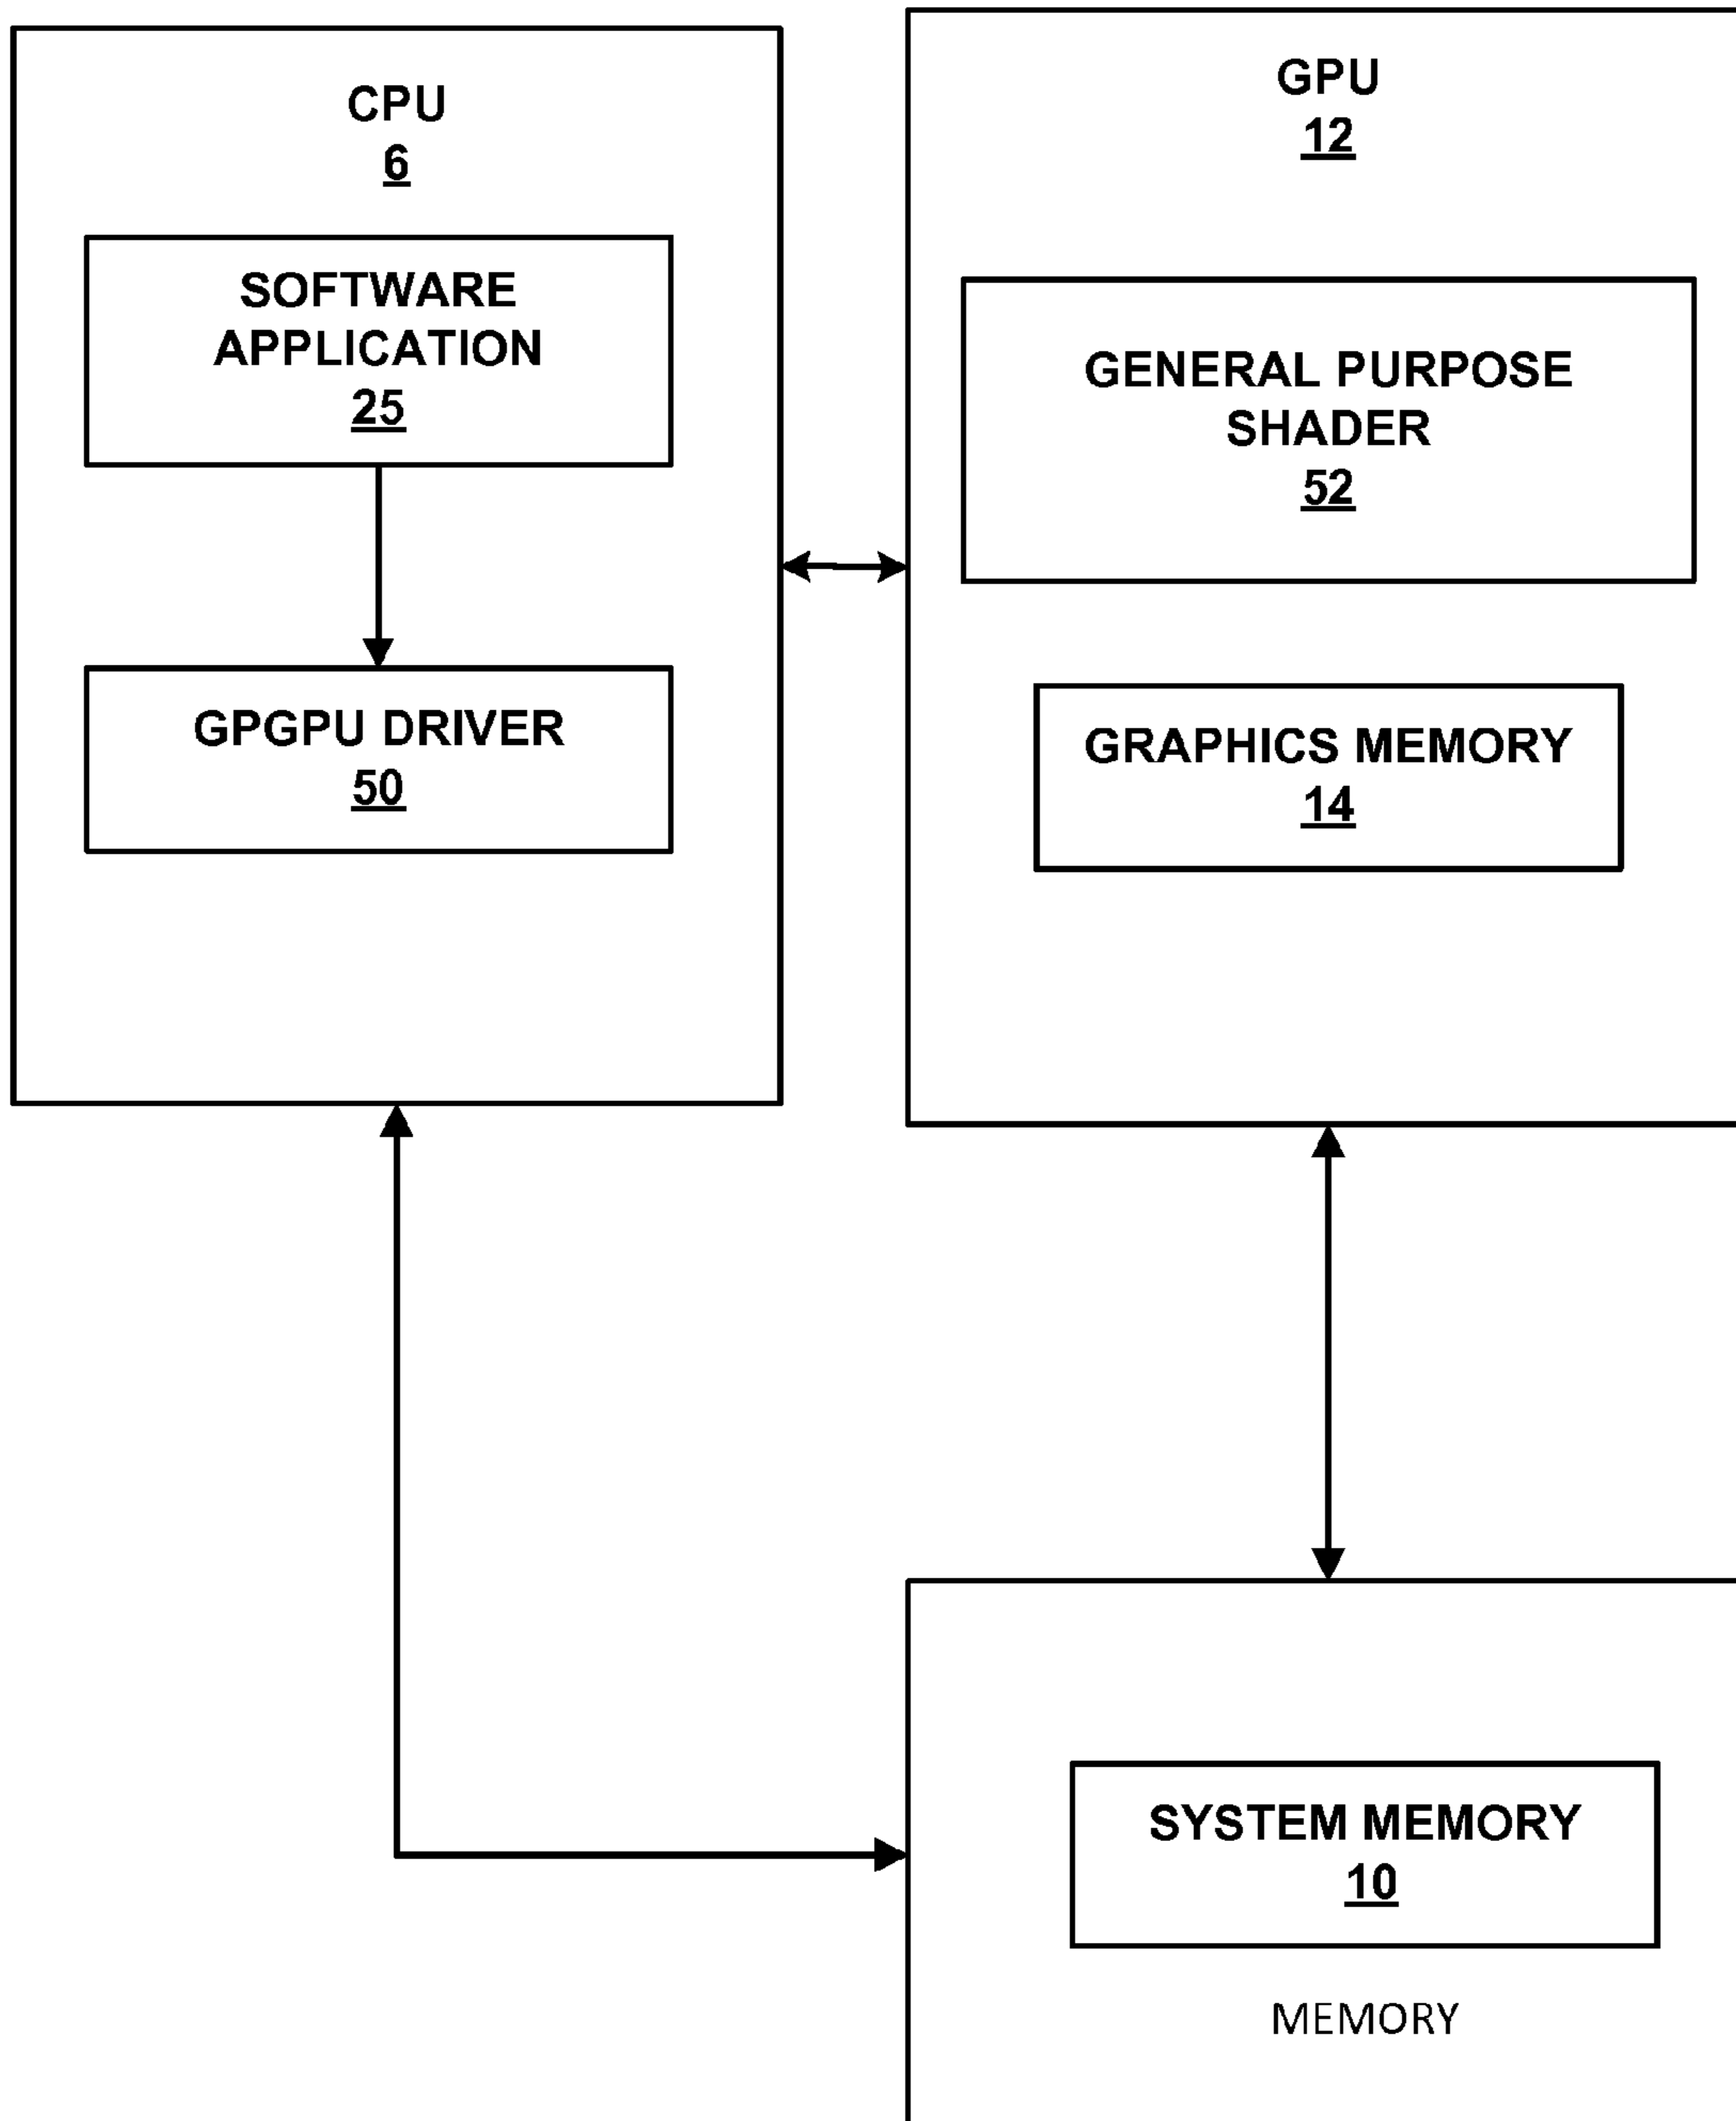 CPU
6
SOFTWARE
APPLICATION
25
GPGPU DRIVER
50
GPU
12
GENERAL PURPOSE
SHADER
52
GRAPHICS MEMORY
14
SYSTEM MEMORY
10
MEMORY